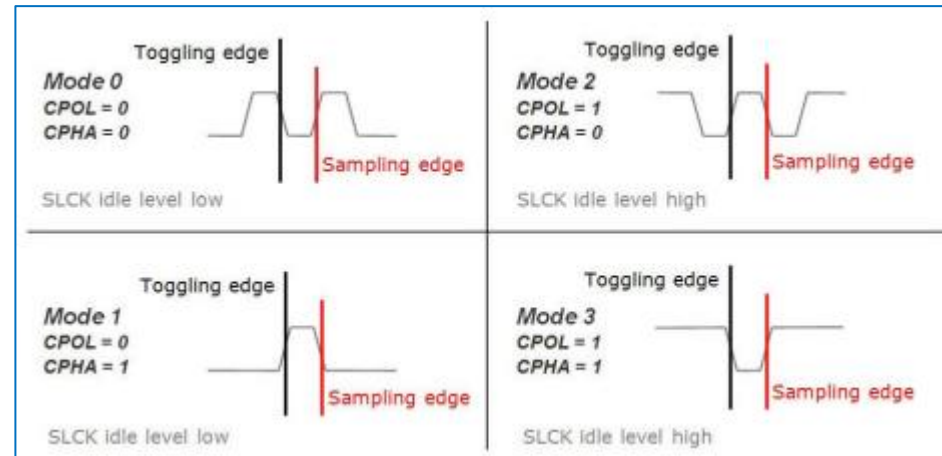 Toggling edge
Mode 0
CPOL = 0
CPHA = 0
Sampling edge
SLCK idle level low
Toggling edge
Mode 2
CPOL = 1
CPHA = 0
Sampling edge
SLCK idle level high
Toggling edge
Mode 1
CPOL = 0
CPHA = 1
Sampling edge
SLCK idle level low
Toggling edge
Mode 3
CPOL = 1
CPHA = 1
Sampling edge
SLCK idle level high